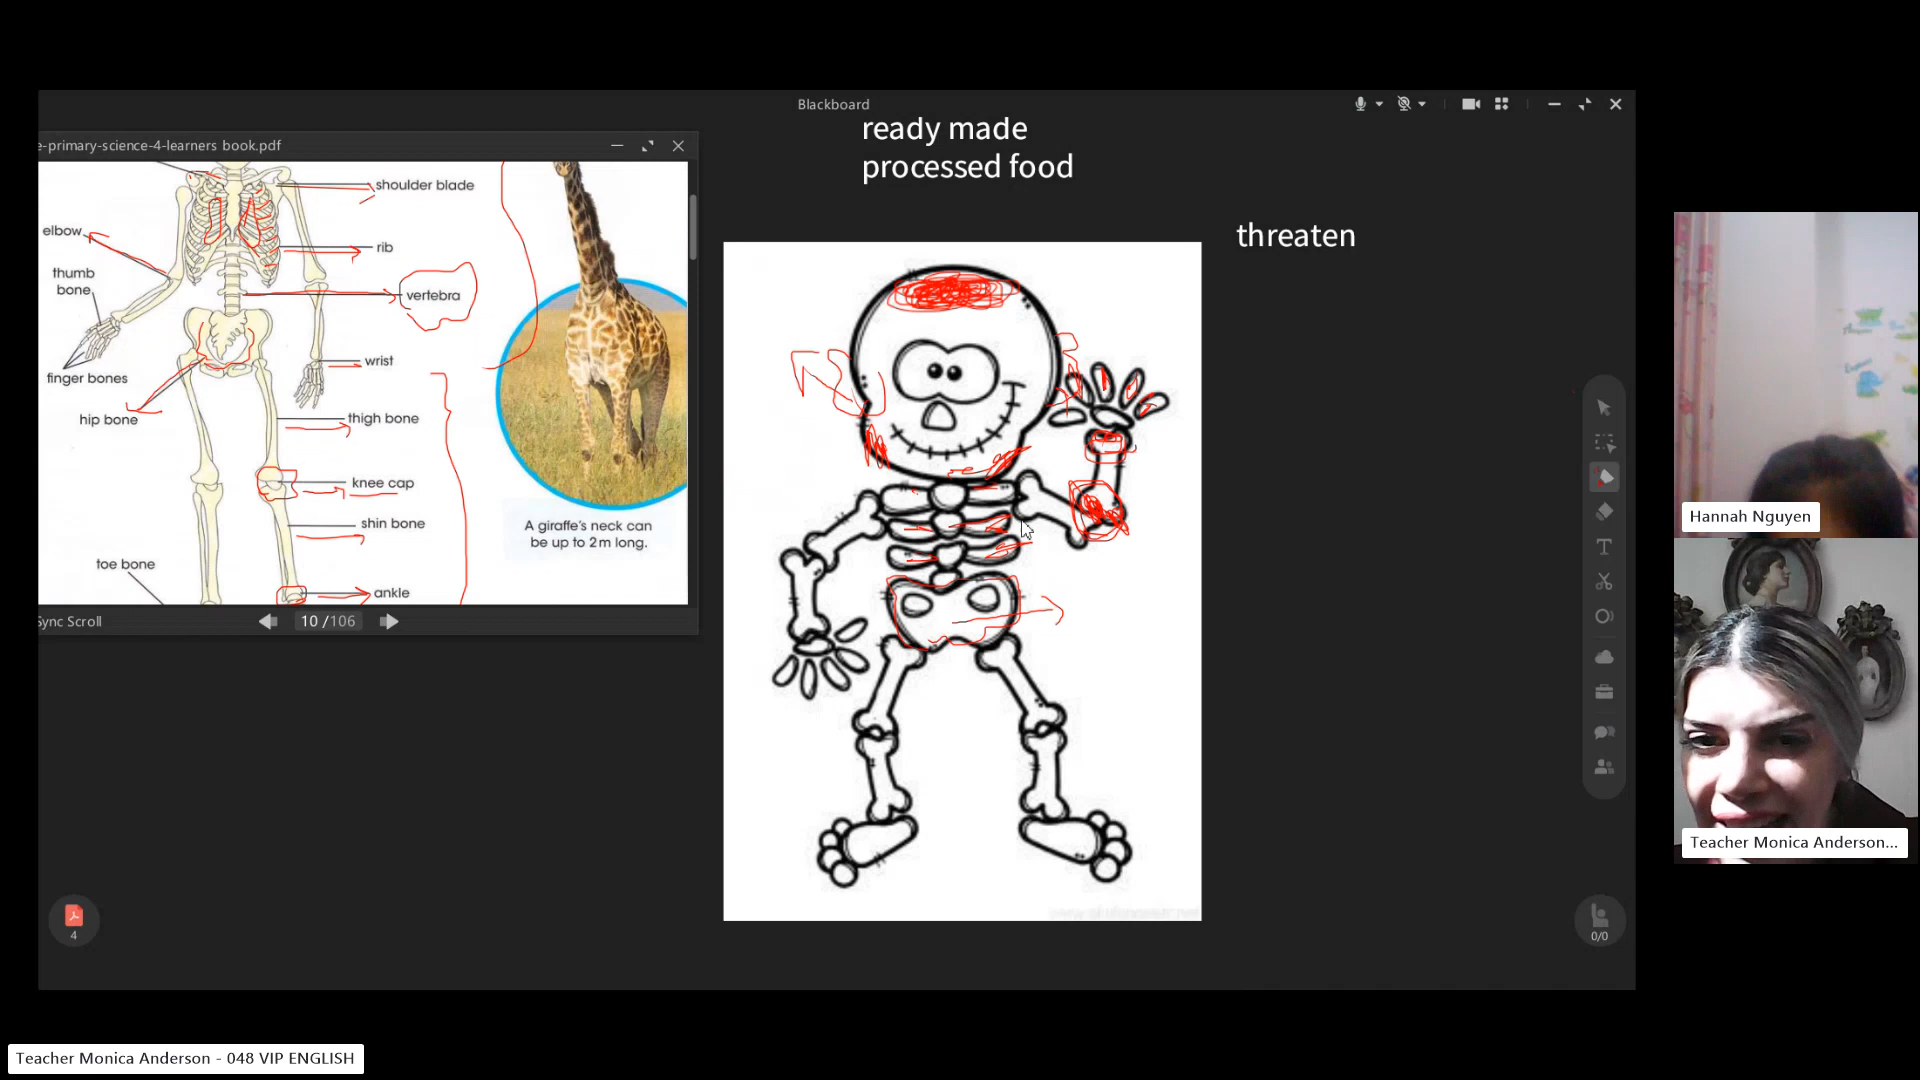 Blackboard
ready made
processed food
threaten
e-primary-science-4-learners book.pdf
shoulder blade
elbow
rib
thumb
bone
vertebra
wrist
finger bones
hip bone
thigh bone
knee cap
shin bone
toe bone
ankle
A giraffe's neck can
be up to 2 m long.
Sync Scroll
10 /106
4
0/0
Hannah Nguyen
Teacher Monica Anderson...
Teacher Monica Anderson - 048 VIP ENGLISH